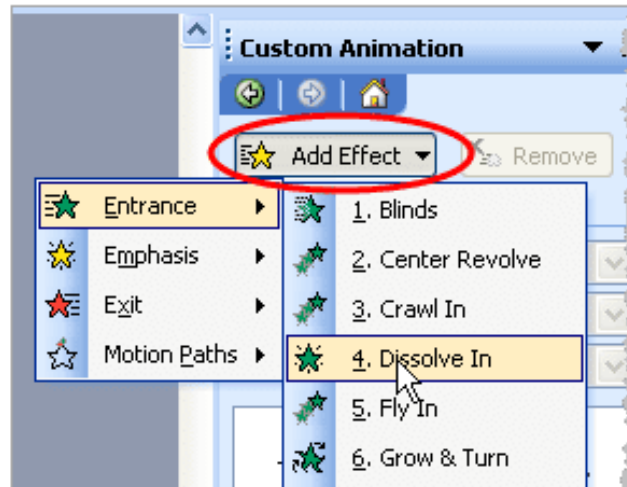 Custom Animation
Add Effect
Remove
Entrance
Emphasis
Exit
Motion Paths
1. Blinds
2. Center Revolve
3. Crawl In
4. Dissolve In
5. Fly In
6. Grow & Turn